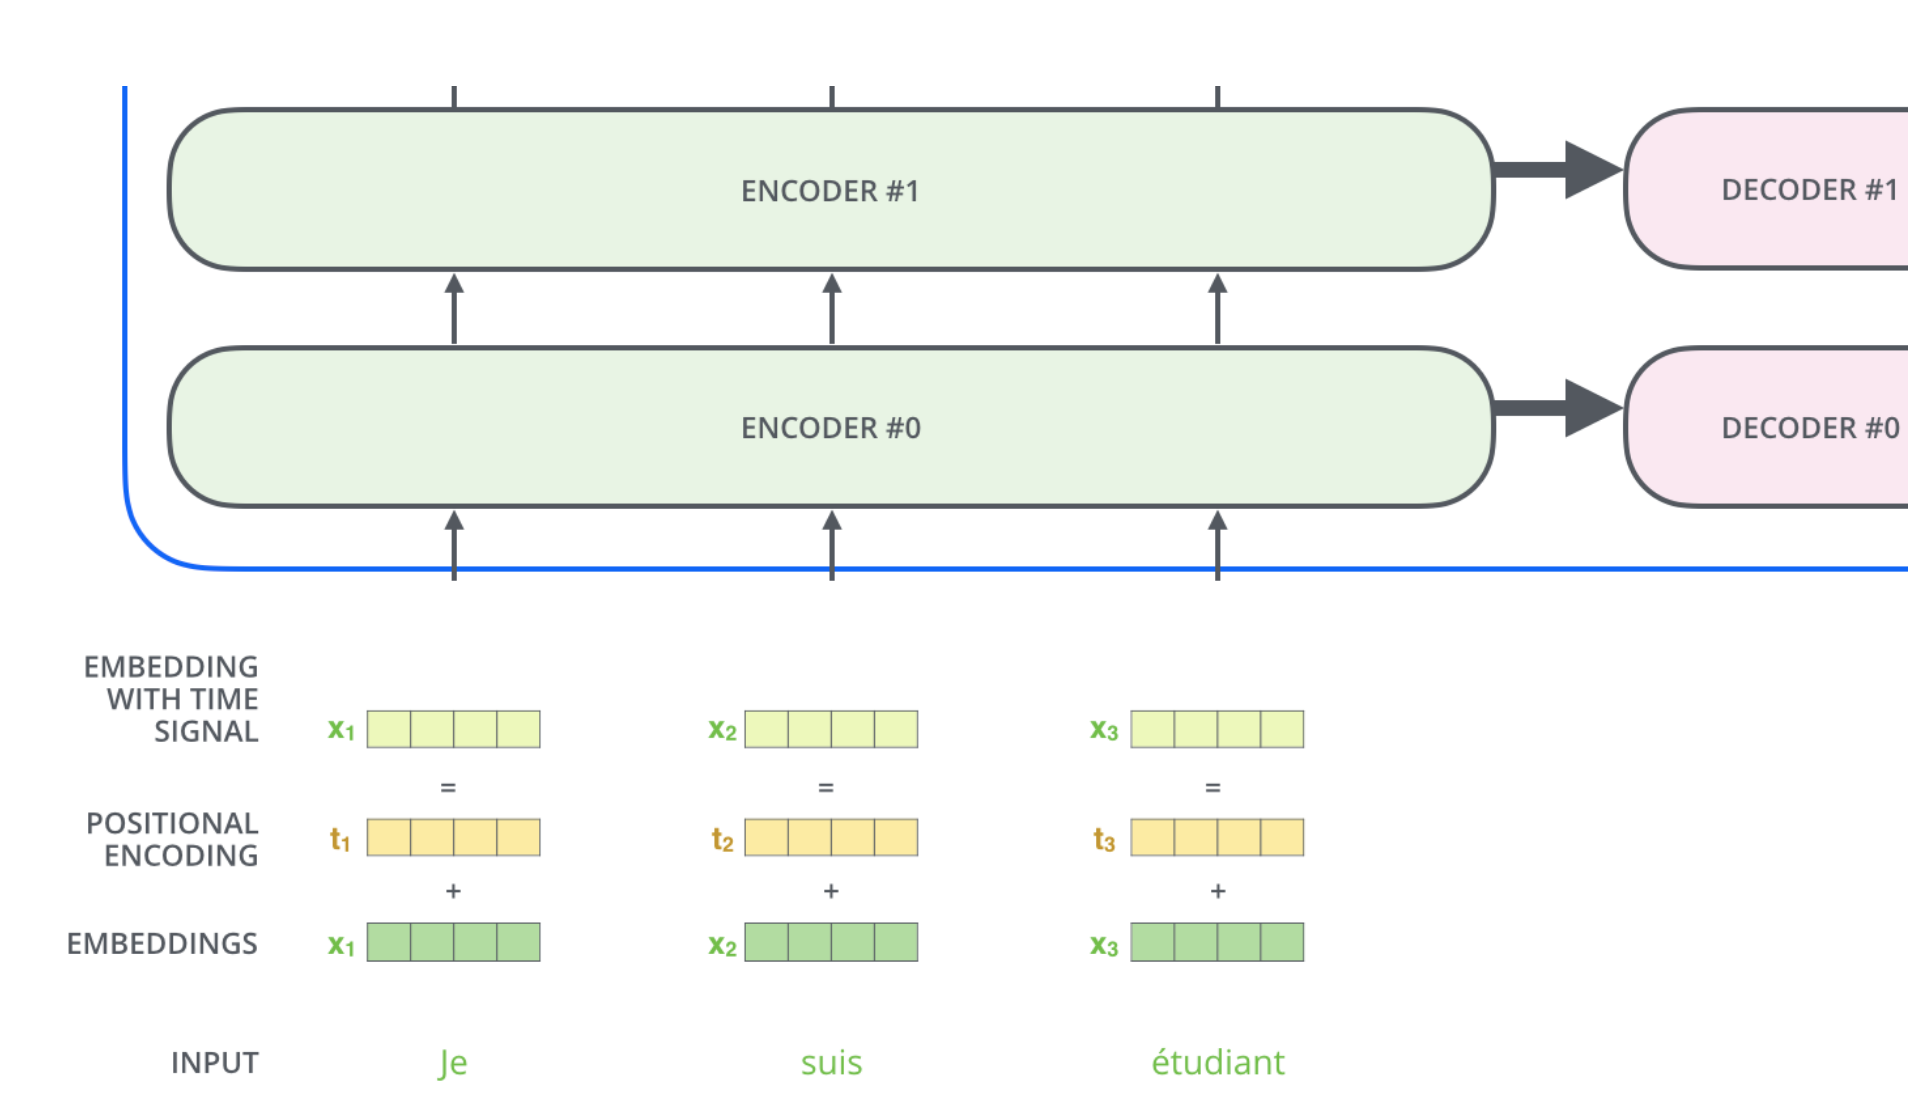 ENCODER #1
DECODER #1
ENCODER #0
DECODER #0
EMBEDDING
WITH TIME
SIGNAL
x₁ x₂ x₃
= = =
POSITIONAL
ENCODING
t₁ t₂ t₃
+ + +
EMBEDDINGS x₁ x₂ x₃
INPUT Je suis étudiant